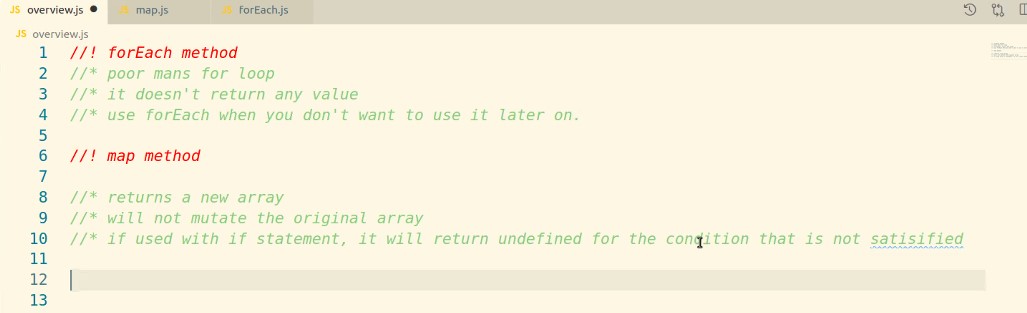 JS overview.js ●
JS map.js
JS forEach.js
JS overview.js
1 //! forEach method
2 //* poor mans for loop
3 //* it doesn't return any value
4 //* use forEach when you don't want to use it later on.
5
6 //! map method
7
8 //* returns a new array
9 //* will not mutate the original array
10 //* if used with if statement, it will return undefined for the condition that is not satisified
11
12
13